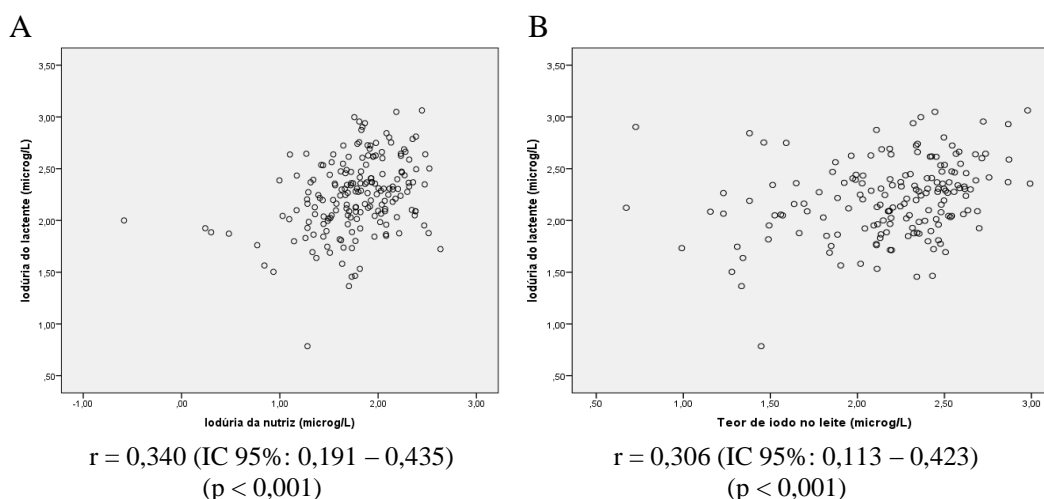 A
3,50
3,00
2,50
2,00
1,50
1,00
,50
Iodúria do lactente (microg/L)
-1,00
,00
1,00
2,00
3,00
Iodúria da nutriz (microg/L)
r = 0,340 (IC 95%: 0,191 – 0,435)
(p < 0,001)
B
3,50
3,00
2,50
2,00
1,50
1,00
,50
Iodúria do lactente (microg/L)
,50
1,00
1,50
2,00
2,50
3,00
Teor de iodo no leite (microg/L)
r = 0,306 (IC 95%: 0,113 – 0,423)
(p < 0,001)